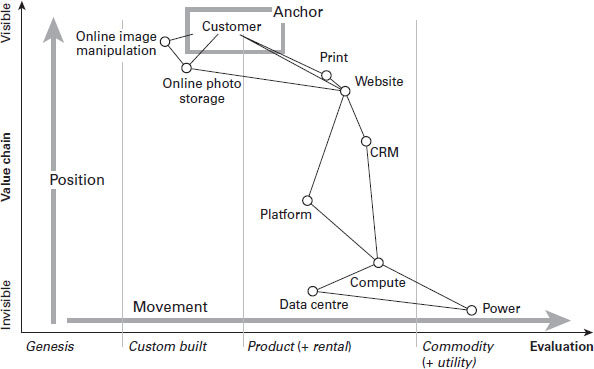 Visible
Anchor
Customer
Online image
manipulation
Print
Website
Online photo
storage
CRM
Value chain
Position
Platform
Compute
Invisible
Data centre
Movement
Power
Genesis
Custom built
Product (+ rental)
Commodity
(+ utility)
Evaluation